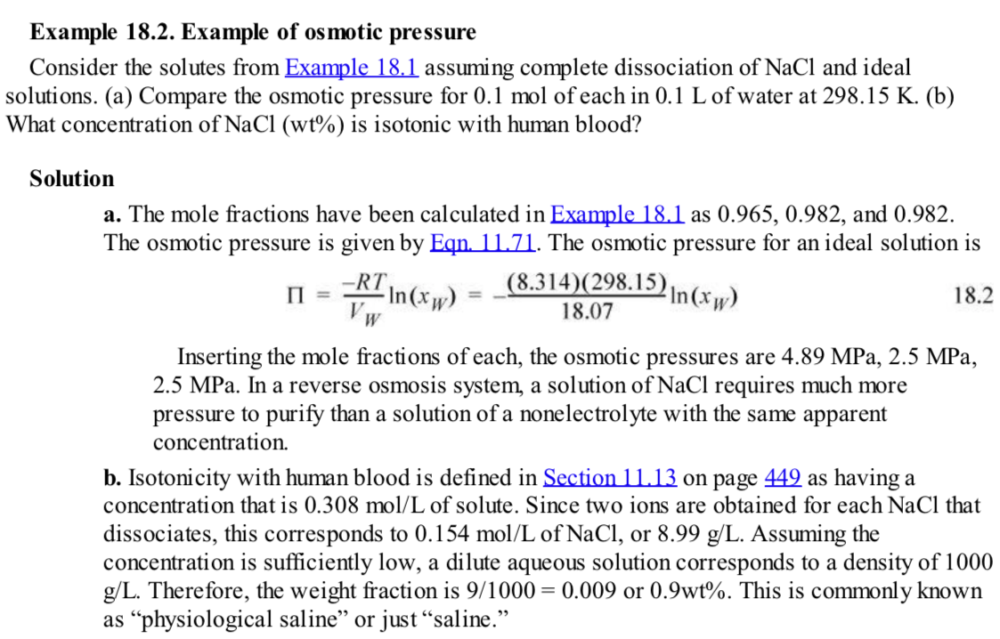 Example 18.2. Example of osmotic pressure
Consider the solutes from Example 18.1 assuming complete dissociation of NaCl and ideal
solutions. (a) Compare the osmotic pressure for 0.1 mol of each in 0.1 L of water at 298.15 K. (b)
What concentration of NaCl (wt%) is isotonic with human blood?
Solution
a. The mole fractions have been calculated in Example 18.1 as 0.965, 0.982, and 0.982.
The osmotic pressure is given by Eqn. 11.71. The osmotic pressure for an ideal solution is
Π = \frac{-RT}{V_W} ln(x_W) = -\frac{(8.314)(298.15)}{18.07} ln(x_W) 18.2
Inserting the mole fractions of each, the osmotic pressures are 4.89 MPa, 2.5 MPa,
2.5 MPa. In a reverse osmosis system, a solution of NaCl requires much more
pressure to purify than a solution of a nonelectrolyte with the same apparent
concentration.
b. Isotonicity with human blood is defined in Section 11.13 on page 449 as having a
concentration that is 0.308 mol/L of solute. Since two ions are obtained for each NaCl that
dissociates, this corresponds to 0.154 mol/L of NaCl, or 8.99 g/L. Assuming the
concentration is sufficiently low, a dilute aqueous solution corresponds to a density of 1000
g/L. Therefore, the weight fraction is 9/1000 = 0.009 or 0.9wt%. This is commonly known
as “physiological saline” or just “saline.”